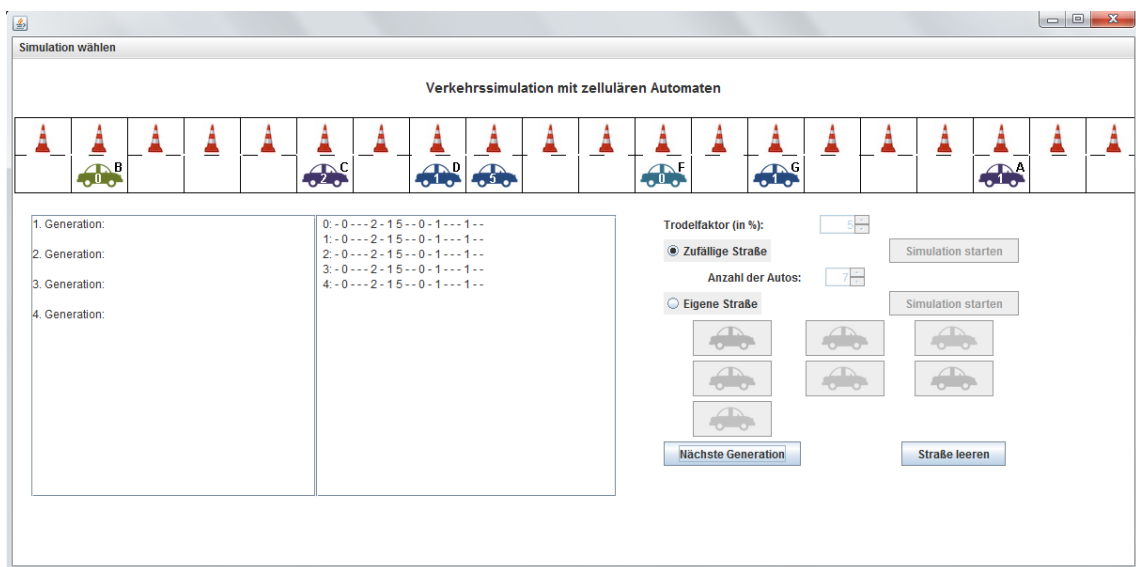 Simulation wählen
Verkehrssimulation mit zellulären Automaten
B C D F G A
0 2 1 5 0 1 1
1. Generation:
2. Generation:
3. Generation:
4. Generation:
0: - 0 - - - 2 - 1 5 - - 0 - 1 - - - 1 - -
1: - 0 - - - 2 - 1 5 - - 0 - 1 - - - 1 - -
2: - 0 - - - 2 - 1 5 - - 0 - 1 - - - 1 - -
3: - 0 - - - 2 - 1 5 - - 0 - 1 - - - 1 - -
4: - 0 - - - 2 - 1 5 - - 0 - 1 - - - 1 - -
Trodelfaktor (in %): 5
Zufällige Straße Simulation starten
Anzahl der Autos: 7
Eigene Straße Simulation starten
Nächste Generation Straße leeren